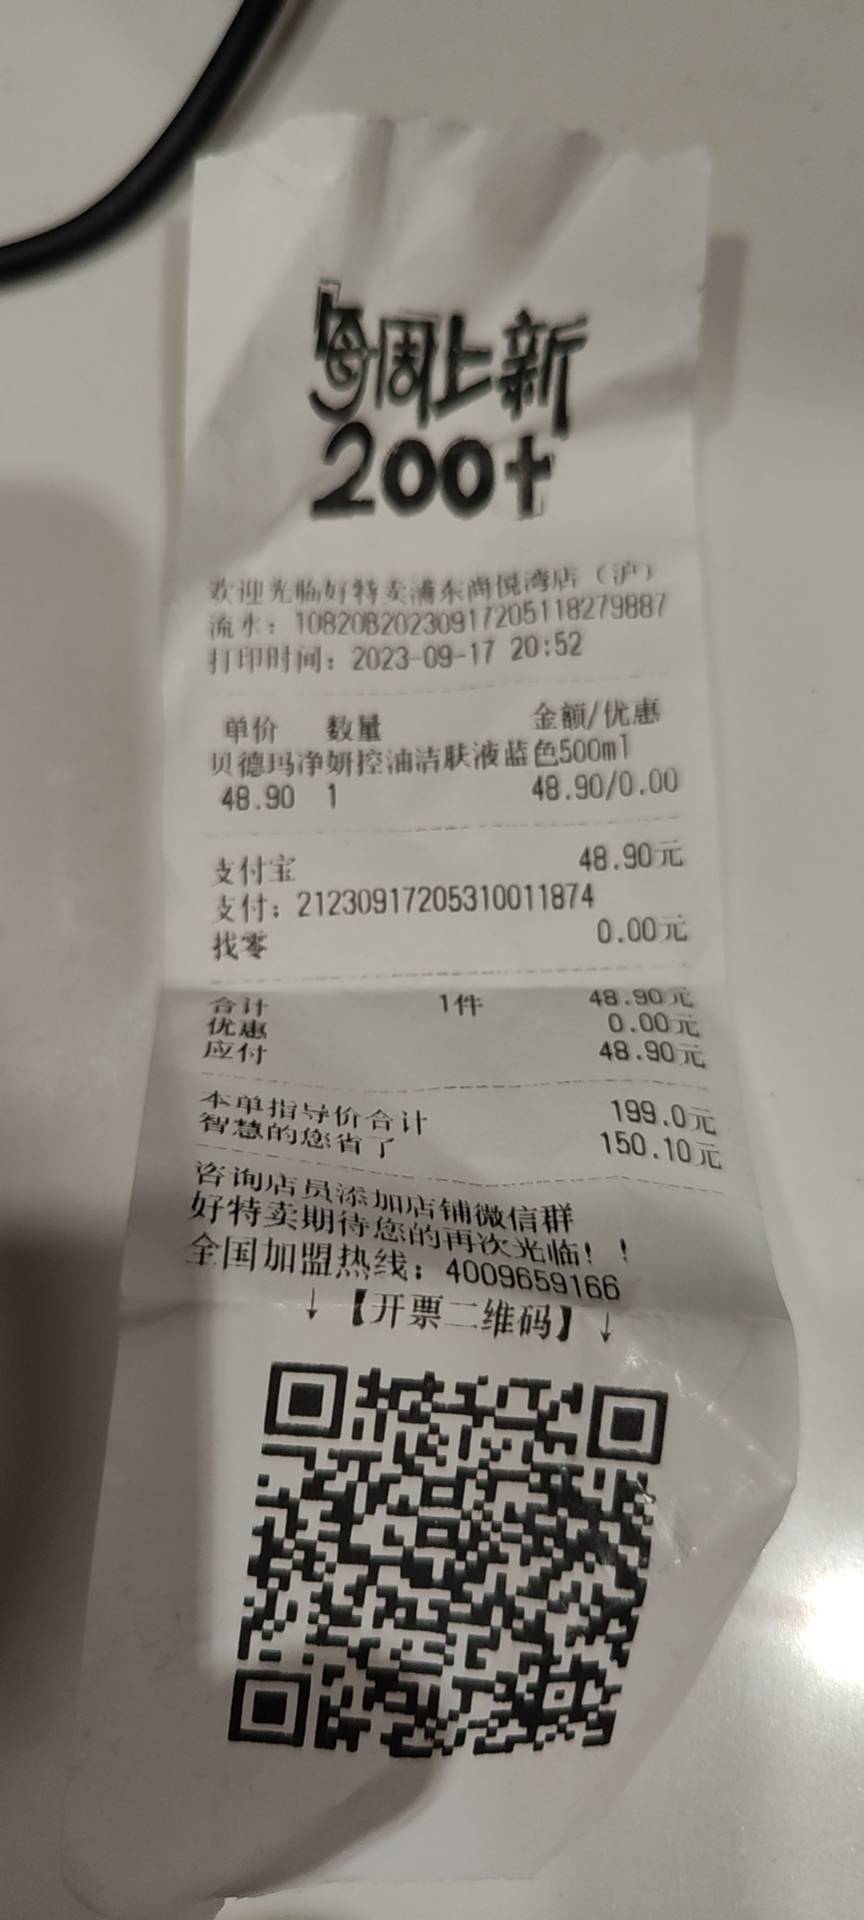 每周上新
200+
欢迎光临好特卖浦东尚悦湾店（沪）
流水：10820B20230917205118279887
打印时间：2023-09-17 20:52
单价 数量 金额/优惠
贝德玛净妍控油洁肤液蓝色500ml
48.90 1 48.90/0.00
支付宝 48.90元
支付：21230917205310011874
找零 0.00元
合计 1件 48.90元
优惠 0.00元
应付 48.90元
本单指导价合计 199.0元
智慧的您省了 150.10元
咨询店员添加店铺微信群
好特卖期待您的再次光临！！
全国加盟热线：4009659166
↓【开票二维码】↓